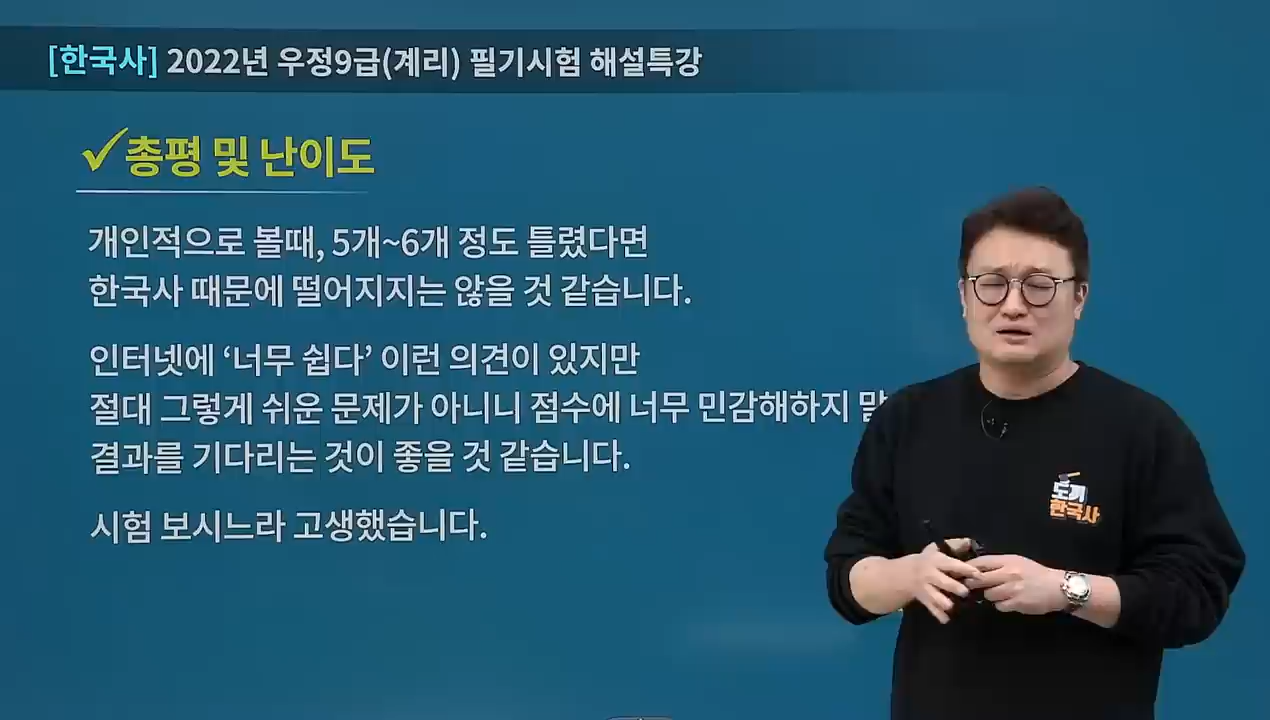 [한국사] 2022년 우정9급(계리) 필기시험 해설특강
✓총평 및 난이도
개인적으로 볼때, 5개~6개 정도 틀렸다면
한국사 때문에 떨어지지는 않을 것 같습니다.
인터넷에 ‘너무 쉽다’ 이런 의견이 있지만
절대 그렇게 쉬운 문제가 아니니 점수에 너무 민감해하지
결과를 기다리는 것이 좋을 것 같습니다.
시험 보시느라 고생했습니다.
도끼
한국사